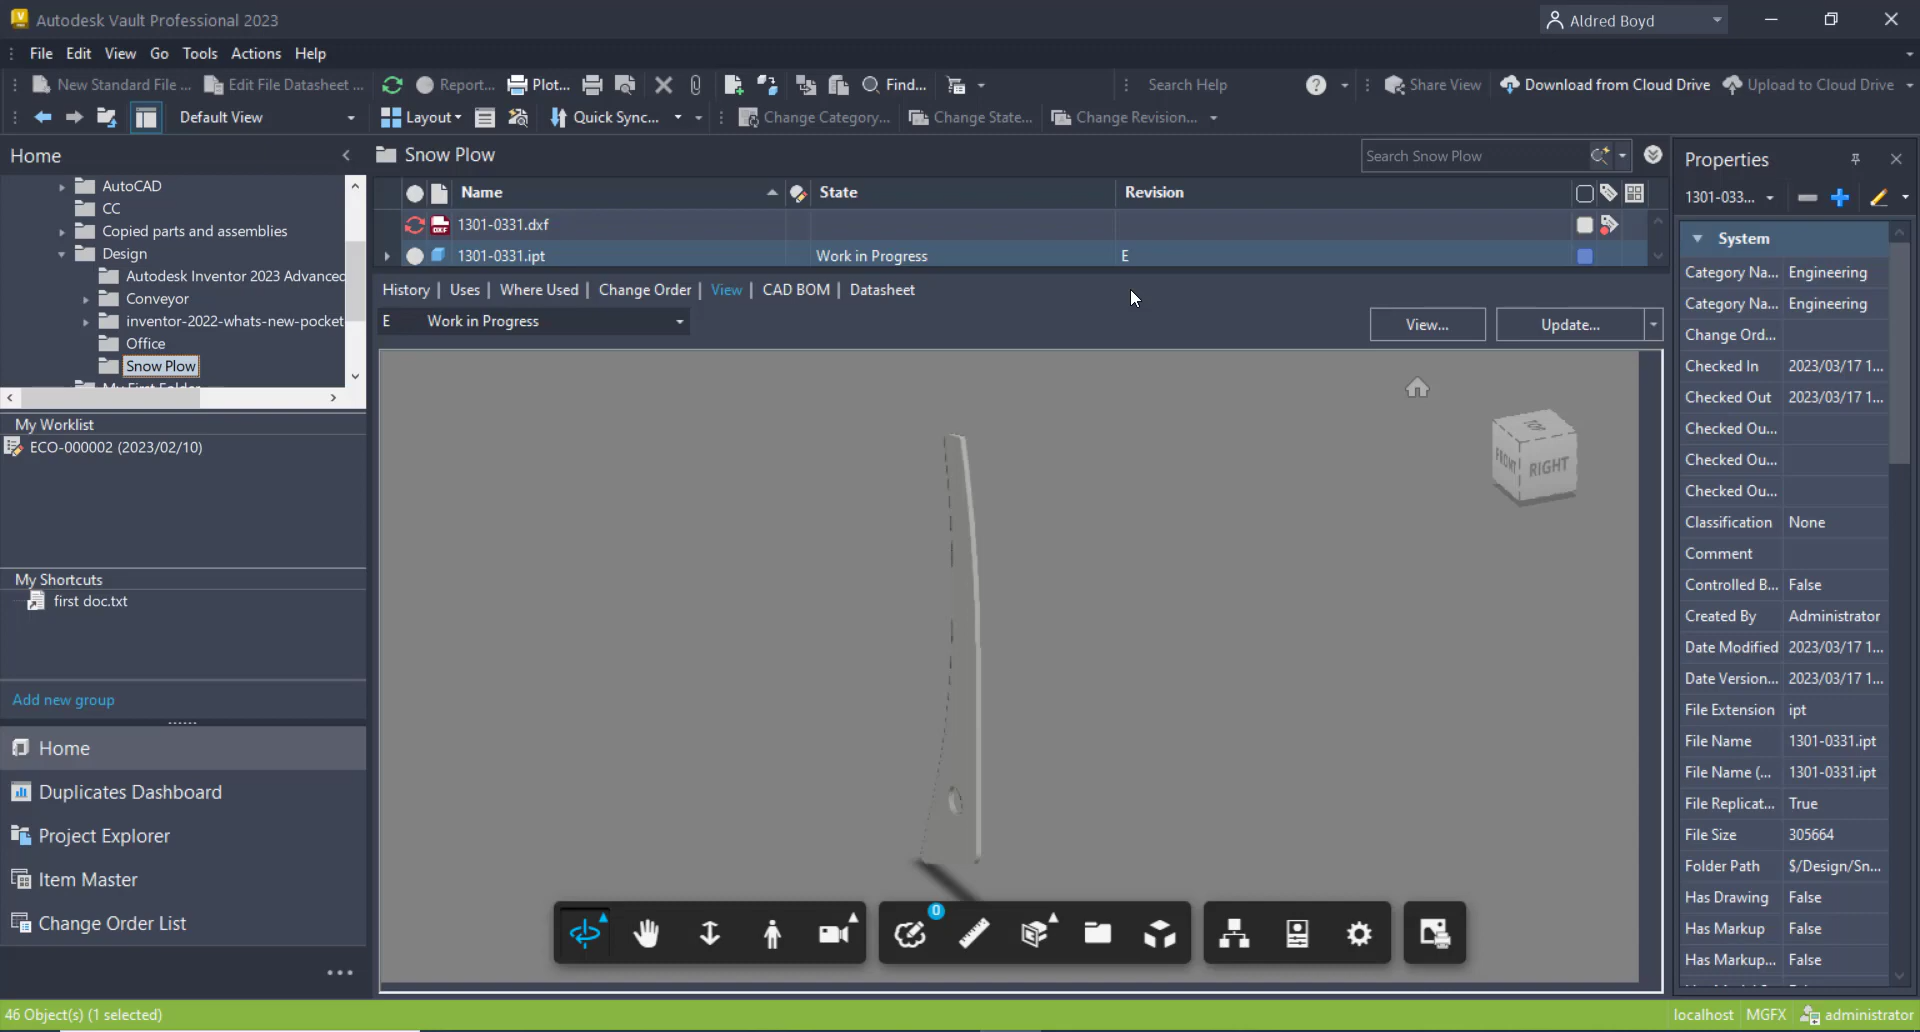 Autodesk Vault Professional 2023
Aldred Boyd
File Edit View Go Tools Actions Help
New Standard File ... Edit File Datasheet ... Report... Plot... Find... Search Help Share View Download from Cloud Drive Upload to Cloud Drive
Default View Layout Quick Sync... Change Category... Change State... Change Revision...
Home
AutoCAD
CC
Copied parts and assemblies
Design
Autodesk Inventor 2023 Advanced
Conveyor
inventor-2022-whats-new-pocket
Office
Snow Plow
My First Folder
My Worklist
ECO-000002 (2023/02/10)
My Shortcuts
first doc.txt
Add new group
Home
Duplicates Dashboard
Project Explorer
Item Master
Change Order List
Snow Plow
Search Snow Plow
Name State Revision
1301-0331.dxf
1301-0331.ipt Work in Progress E
History | Uses | Where Used | Change Order | View | CAD BOM | Datasheet
E Work in Progress
View... Update...
TOP
FRONT RIGHT
0
Properties
1301-033...
System
Category Na... Engineering
Category Na... Engineering
Change Ord...
Checked In 2023/03/17 1...
Checked Out 2023/03/17 1...
Checked Ou...
Checked Ou...
Checked Ou...
Classification None
Comment
Controlled B... False
Created By Administrator
Date Modified 2023/03/17 1...
Date Version... 2023/03/17 1...
File Extension ipt
File Name 1301-0331.ipt
File Name (... 1301-0331.ipt
File Replicat... True
File Size 305664
Folder Path $/Design/Sn...
Has Drawing False
Has Markup False
Has Markup... False
46 Object(s) (1 selected)
localhost MGFX administrator